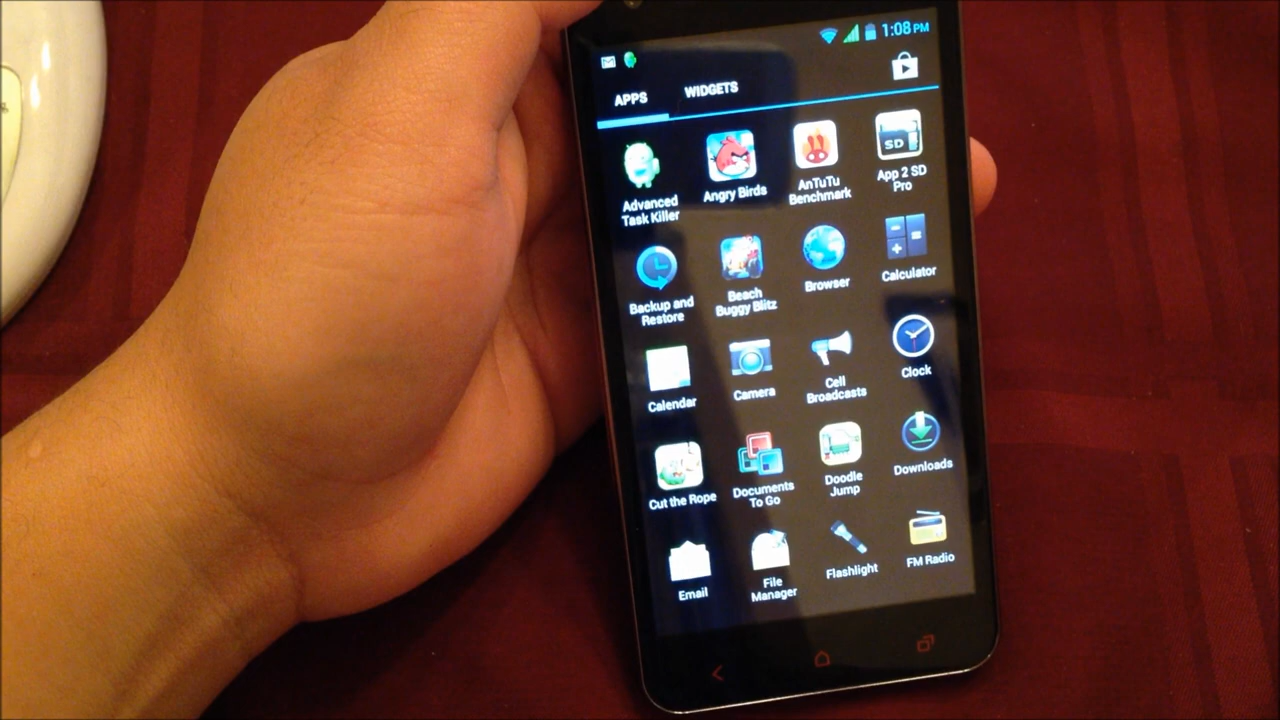 1:08 PM
APPS
WIDGETS
Advanced
Task Killer
Angry Birds
AnTuTu
Benchmark
SD
App 2 SD
Pro
Backup and
Restore
Beach
Buggy Blitz
Browser
Calculator
Calendar
Camera
Cell
Broadcasts
Clock
Cut the Rope
Documents
To Go
Doodle
Jump
Downloads
Email
File
Manager
Flashlight
FM Radio